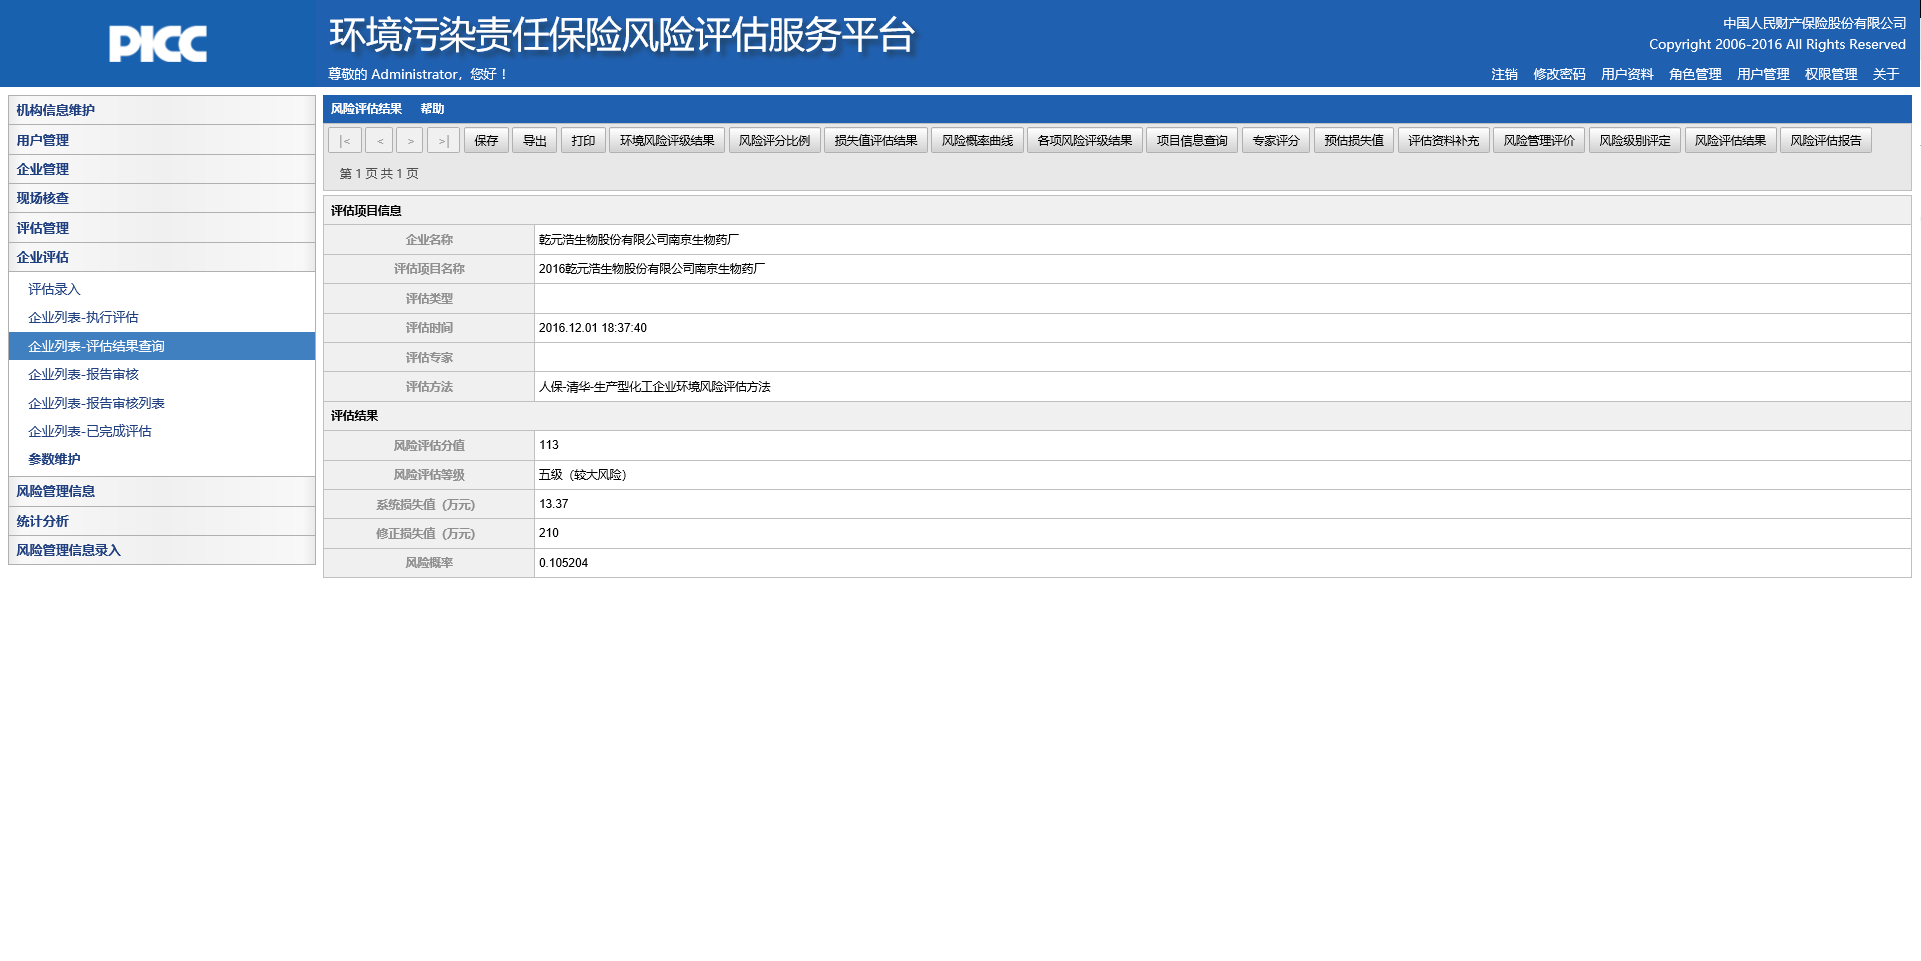 PICC
环境污染责任保险风险评估服务平台
中国人民财产保险股份有限公司
Copyright 2006-2016 All Rights Reserved
尊敬的 Administrator，您好！
注销 修改密码 用户资料 角色管理 用户管理 权限管理 关于
机构信息维护
用户管理
企业管理
现场核查
评估管理
企业评估
评估录入
企业列表-执行评估
企业列表-评估结果查询
企业列表-报告审核
企业列表-报告审核列表
企业列表-已完成评估
参数维护
风险管理信息
统计分析
风险管理信息录入
风险评估结果 帮助
|< < > >| 保存 导出 打印 环境风险评级结果 风险评分比例 损失值评估结果 风险概率曲线 各项风险评级结果 项目信息查询 专家评分 预估损失值 评估资料补充 风险管理评价 风险级别评定 风险评估结果 风险评估报告
第 1 页 共 1 页
评估项目信息
企业名称 乾元浩生物股份有限公司南京生物药厂
评估项目名称 2016乾元浩生物股份有限公司南京生物药厂
评估类型
评估时间 2016.12.01 18:37:40
评估专家
评估方法 人保-清华-生产型化工企业环境风险评估方法
评估结果
风险评估分值 113
风险评估等级 五级（较大风险）
系统损失值（万元） 13.37
修正损失值（万元） 210
风险概率 0.105204